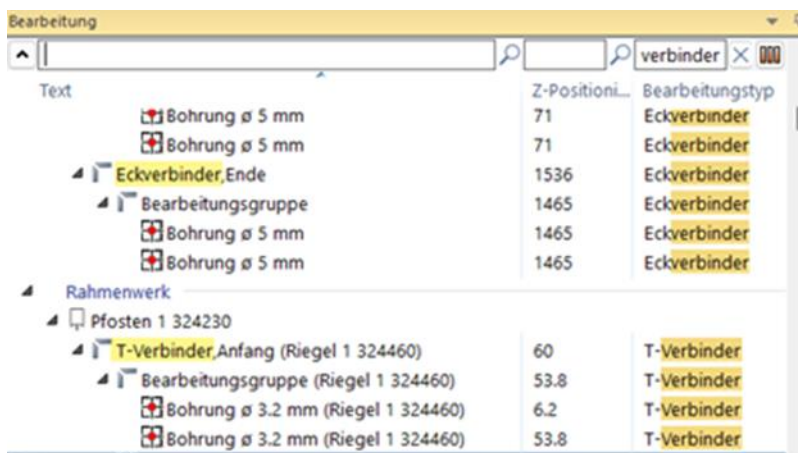 Bearbeitung
verbinder
Text Z-Positioni... Bearbeitungstyp
Bohrung ø 5 mm 71 Eckverbinder
Bohrung ø 5 mm 71 Eckverbinder
Eckverbinder,Ende 1536 Eckverbinder
Bearbeitungsgruppe 1465 Eckverbinder
Bohrung ø 5 mm 1465 Eckverbinder
Bohrung ø 5 mm 1465 Eckverbinder
Rahmenwerk
Pfosten 1 324230
T-Verbinder,Anfang (Riegel 1 324460) 60 T-Verbinder
Bearbeitungsgruppe (Riegel 1 324460) 53.8 T-Verbinder
Bohrung ø 3.2 mm (Riegel 1 324460) 6.2 T-Verbinder
Bohrung ø 3.2 mm (Riegel 1 324460) 53.8 T-Verbinder